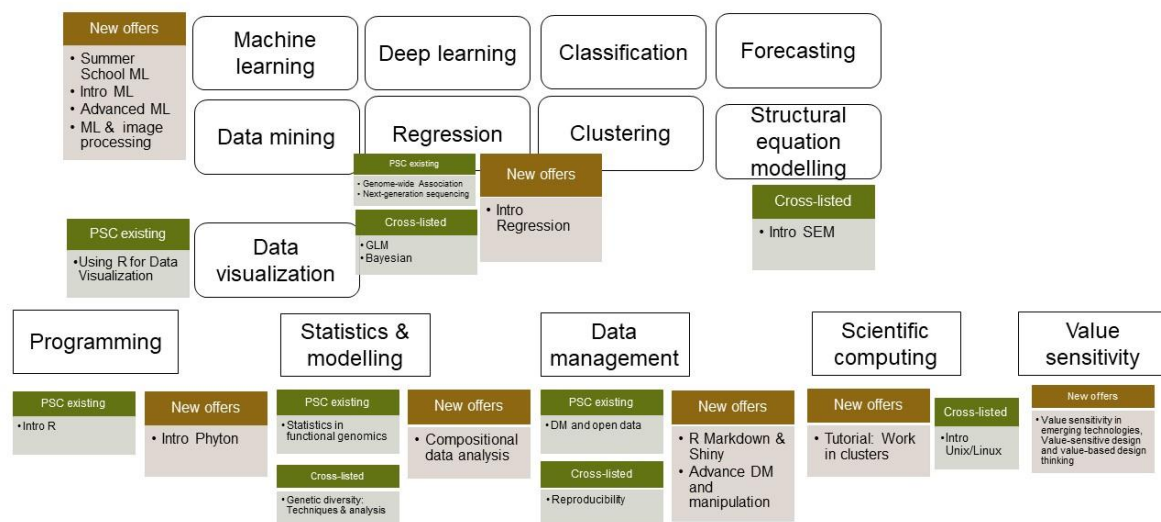 New offers
• Summer
School ML
• Intro ML
• Advanced ML
• ML & image
processing
Machine
learning
Deep learning
Classification
Forecasting
Data mining
Regression
Clustering
Structural
equation
modelling
PSC existing
• Genome-wide Association
• Next-generation sequencing
Cross-listed
• GLM
• Bayesian
New offers
• Intro
Regression
Cross-listed
• Intro SEM
PSC existing
•Using R for Data
Visualization
Data
visualization
Programming
Statistics &
modelling
Data
management
Scientific
computing
Value
sensitivity
PSC existing
•Intro R
New offers
• Intro Phyton
PSC existing
•Statistics in
functional genomics
Cross-listed
•Genetic diversity:
Techniques & analysis
New offers
• Compositional
data analysis
PSC existing
•DM and open data
Cross-listed
•Reproducibility
New offers
• R Markdown &
Shiny
• Advance DM
and
manipulation
New offers
• Tutorial: Work
in clusters
Cross-listed
•Intro
Unix/Linux
New offers
•Value sensitivity in
emerging technologies,
Value-sensitive design
and value-based design
thinking